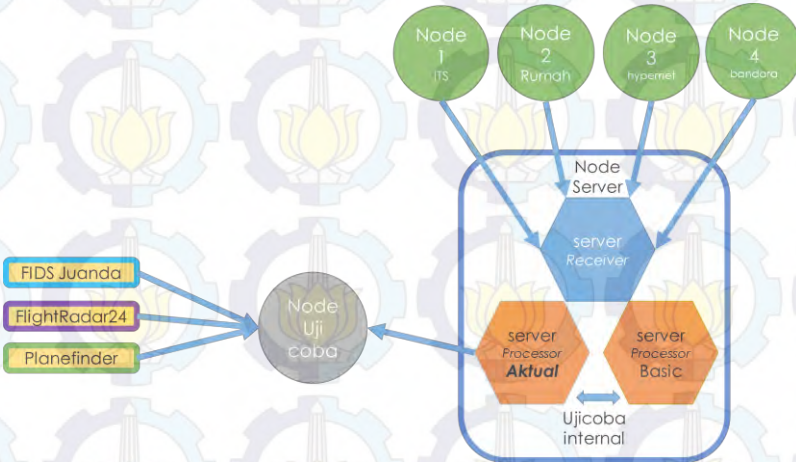 Node
1
ITS
Node
2
Rumah
Node
3
hypernet
Node
4
bandara
Node
Server
server
Receiver
FIDS Juanda
FlightRadar24
Planefinder
Node
Uji
coba
server
Processor
Aktual
server
Processor
Basic
Ujicoba
internal